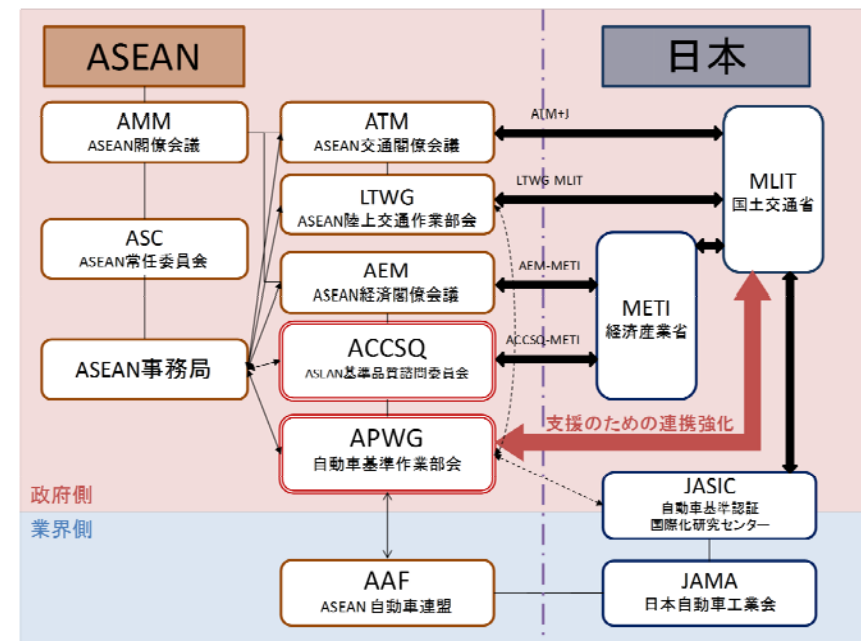 ASEAN
日本
AMM
ASEAN閣僚会議
ATM
ASEAN交通閣僚会議
ATM+J
MLIT
国土交通省
LTWG
ASEAN陸上交通作業部会
LTWG MLIT
ASC
ASEAN常任委員会
AEM
ASEAN経済閣僚会議
AEM-METI
METI
経済産業省
ASEAN事務局
ACCSQ
ASEAN基準品質諮問委員会
ACCSQ-METI
APWG
自動車基準作業部会
支援のための連携強化
政府側
JASIC
自動車基準認証
国際化研究センター
業界側
AAF
ASEAN 自動車連盟
JAMA
日本自動車工業会